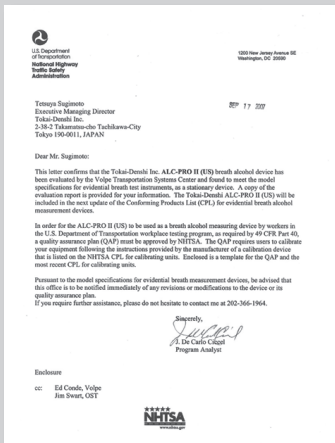 U.S. Department
of Transportation
National Highway
Traffic Safety
Administration
1200 New Jersey Avenue SE
Washington, DC 20590
Tetsuya Sugimoto
Executive Managing Director
Tokai-Denshi Inc.
2-38-2 Takamatsu-cho Tachikawa-City
Tokyo 190-0011, JAPAN
SEP 17
Dear Mr. Sugimoto:
This letter confirms that the Tokai-Denshi Inc. ALC-PRO II (US) breath alcohol device has
been evaluated by the Volpe Transportation Systems Center and found to meet the model
specifications for evidential breath test instruments, as a stationary device. A copy of the
evaluation report is provided for your information. The Tokai-Denshi ALC-PRO II (US) will be
included in the next update of the Conforming Products List (CPL) for evidential breath alcohol
measurement devices.
In order for the ALC-PRO II (US) to be used as a breath alcohol measuring device by workers in
the U.S. Department of Transportation workplace testing program, as required by 49 CFR Part 40,
a quality assurance plan (QAP) must be approved by NHTSA. The QAP requires users to calibrate
your equipment following the instructions provided by the manufacturer of a calibration device
that is listed on the NHTSA CPL for calibrating units. Enclosed is a template for the QAP and the
most recent CPL for calibrating units.
Pursuant to the model specifications for evidential breath measurement devices, be advised that
this office is to be notified immediately of any revisions or modifications to the device or its
quality assurance plan.
If you require further assistance, please do not hesitate to contact me at 202-366-1964.
Sincerely,
J. De Carlo Ciccel
Program Analyst
Enclosure
cc: Ed Conde, Volpe
Jim Swart, OST
NHTSA
www.nhtsa.gov